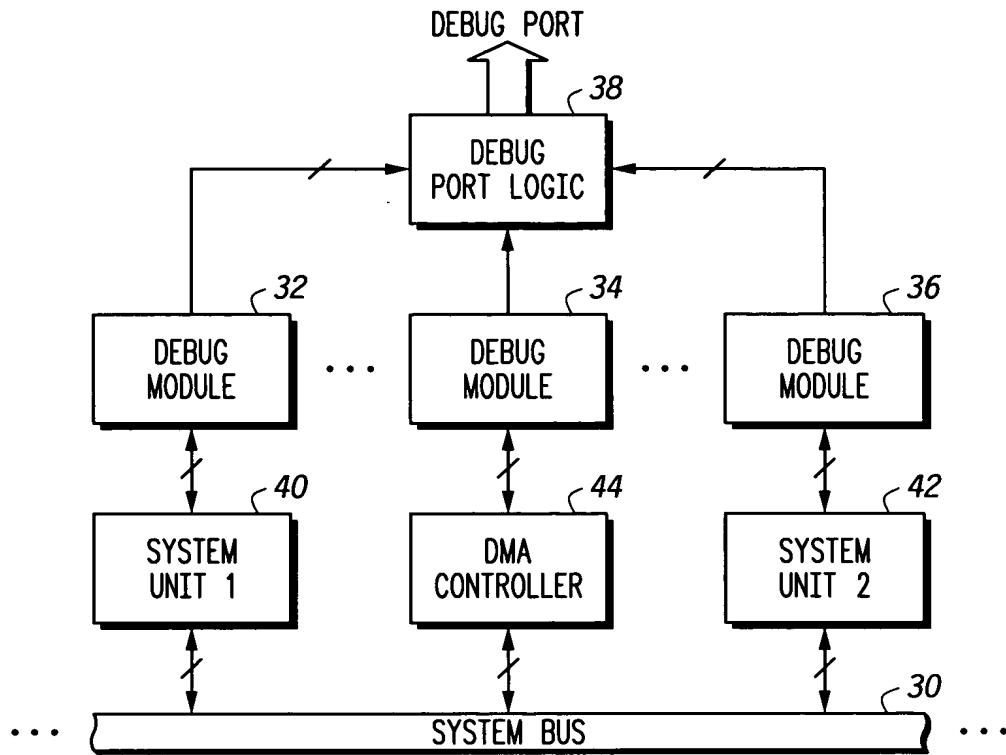 DEBUG PORT
38
DEBUG
PORT LOGIC
32
DEBUG
MODULE
34
DEBUG
MODULE
36
DEBUG
MODULE
40
SYSTEM
UNIT 1
44
DMA
CONTROLLER
42
SYSTEM
UNIT 2
30
SYSTEM BUS